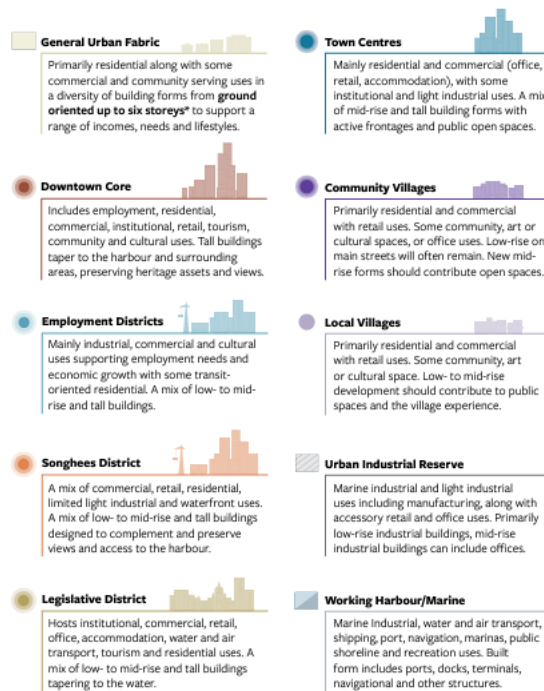 General Urban Fabric
Primarily residential along with some
commercial and community serving uses in
a diversity of building forms from ground
oriented up to six storeys* to support a
range of incomes, needs and lifestyles.
Town Centres
Mainly residential and commercial (office,
retail, accommodation), with some
institutional and light industrial uses. A mix
of mid-rise and tall building forms with
active frontages and public open spaces.
Downtown Core
Includes employment, residential,
commercial, institutional, retail, tourism,
community and cultural uses. Tall buildings
taper to the harbour and surrounding
areas, preserving heritage assets and views.
Community Villages
Primarily residential and commercial
with retail uses. Some community, art or
cultural spaces, or office uses. Low-rise on
main streets will often remain. New mid-
rise forms should contribute open spaces.
Employment Districts
Mainly industrial, commercial and cultural
uses supporting employment needs and
economic growth with some transit-
oriented residential. A mix of low- to mid-
rise and tall buildings.
Local Villages
Primarily residential and commercial
with retail uses. Some community, art
or cultural space. Low- to mid-rise
development should contribute to public
spaces and the village experience.
Songhees District
A mix of commercial, retail, residential,
limited light industrial and waterfront uses.
A mix of low- to mid-rise and tall buildings
designed to complement and preserve
views and access to the harbour.
Urban Industrial Reserve
Marine industrial and light industrial
uses including manufacturing, along with
accessory retail and office uses. Primarily
low-rise industrial buildings, mid-rise
industrial buildings can include offices.
Legislative District
Hosts institutional, commercial, retail,
office, accommodation, water and air
transport, tourism and residential uses. A
mix of low- to mid-rise and tall buildings
tapering to the water.
Working Harbour/Marine
Marine Industrial, water and air transport,
shipping, port, navigation, marinas, public
shoreline and recreation uses. Built
form includes ports, docks, terminals,
navigational and other structures.